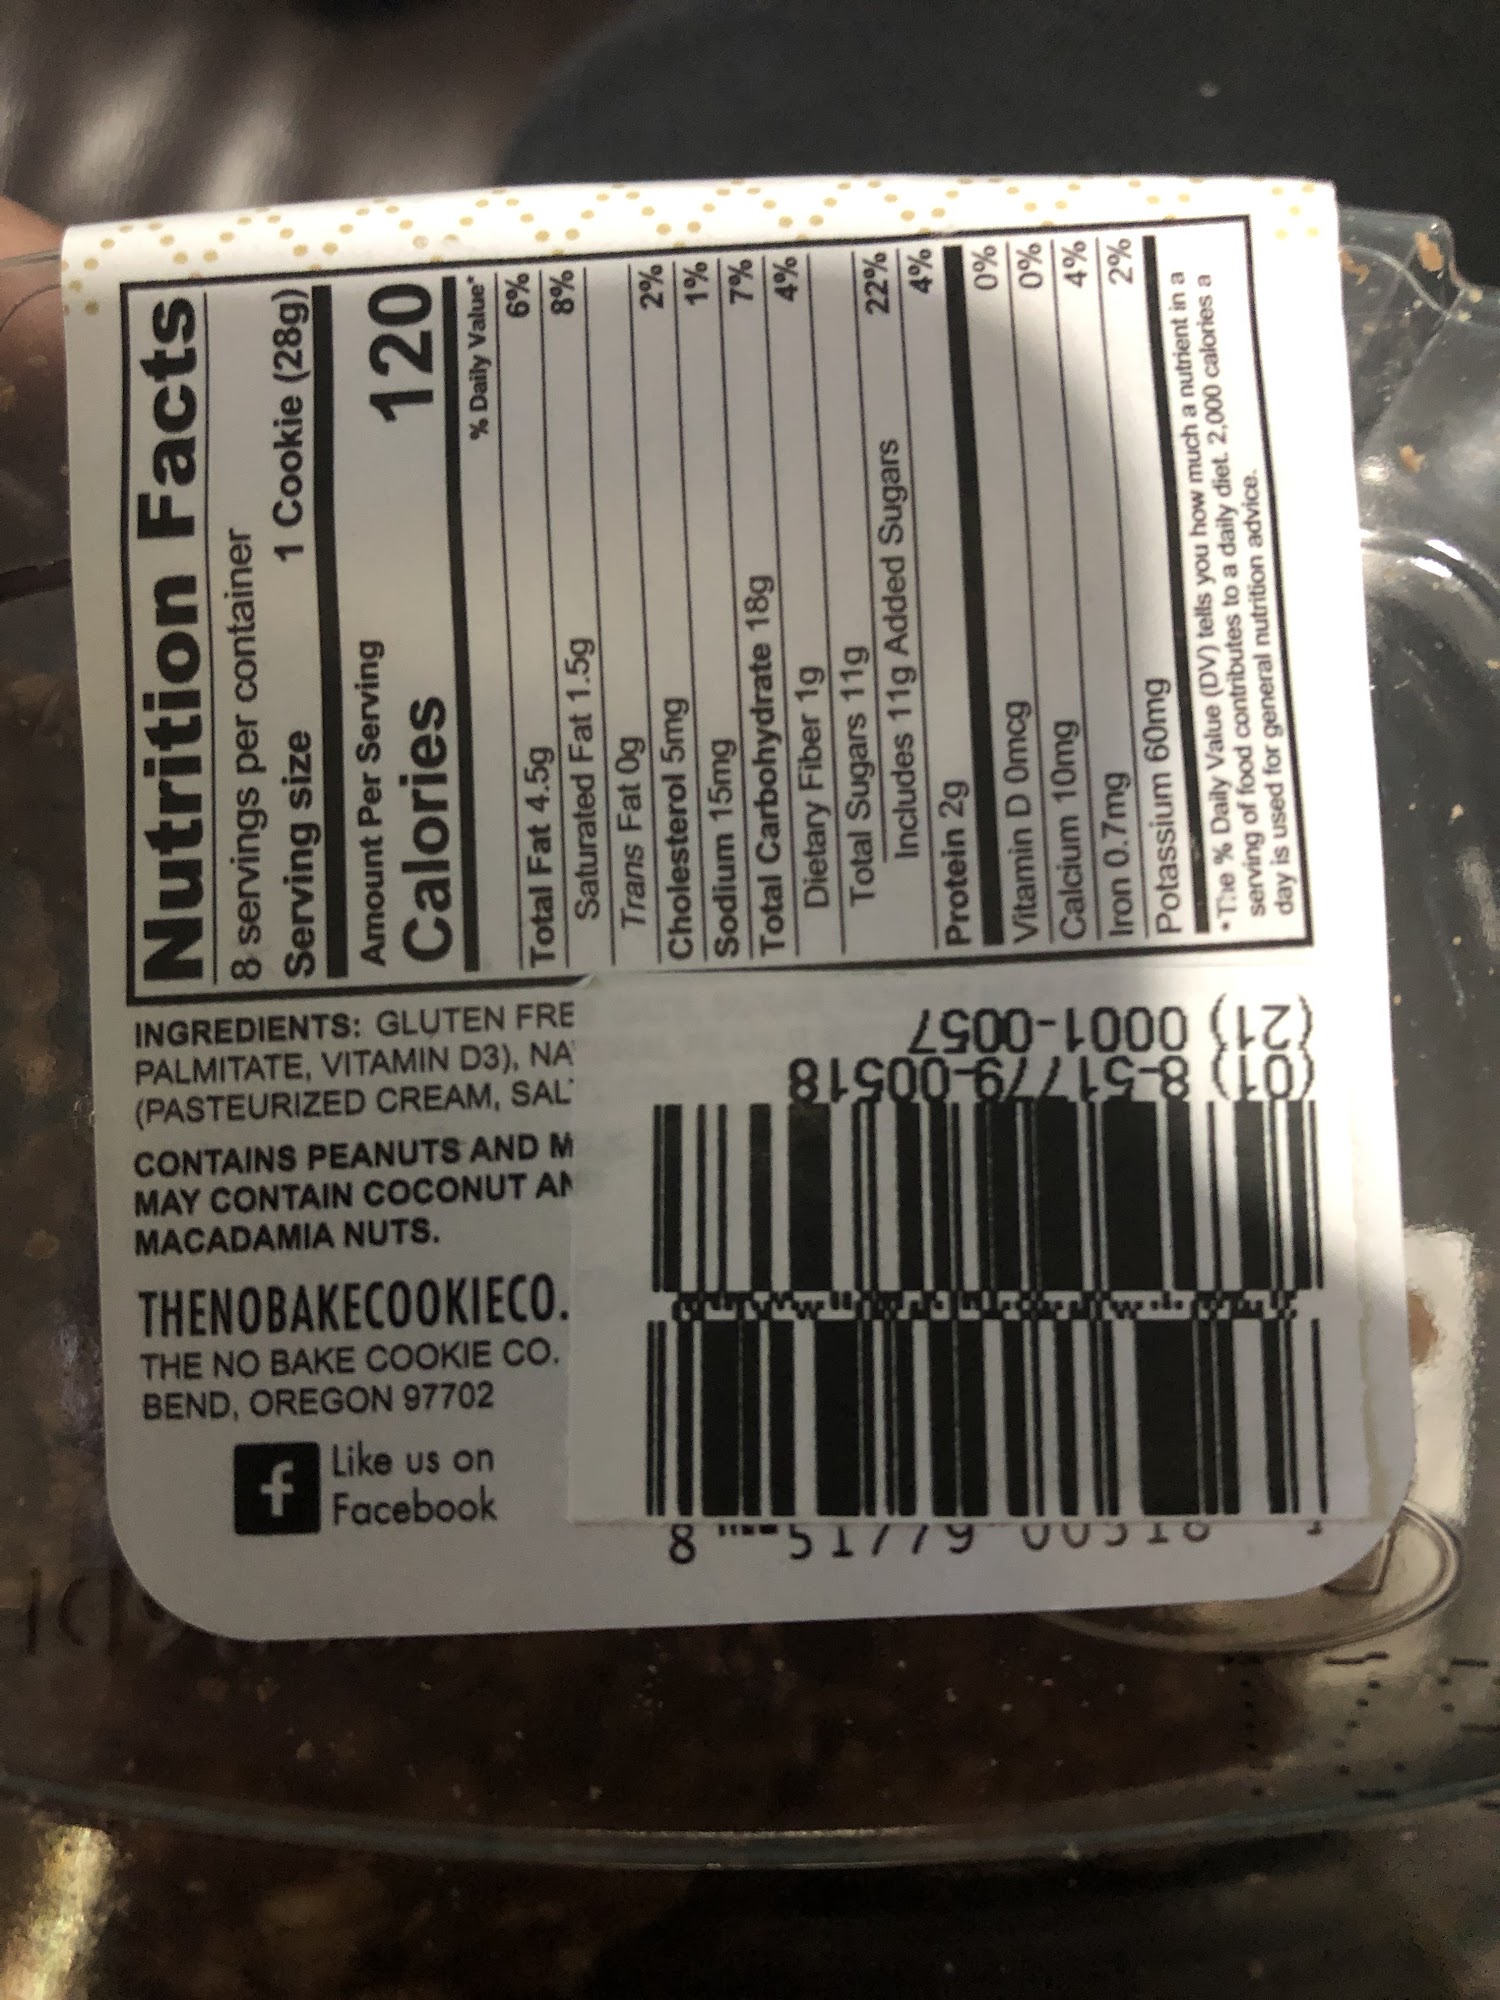 Nutrition Facts
8 servings per container
Serving size 1 Cookie (28g)
Amount Per Serving
Calories 120
% Daily Value*
Total Fat 4.5g 6%
Saturated Fat 1.5g 8%
Trans Fat 0g
Cholesterol 5mg 2%
Sodium 15mg 1%
Total Carbohydrate 18g 7%
Dietary Fiber 1g 4%
Total Sugars 11g
Includes 11g Added Sugars 22%
Protein 2g 4%
Vitamin D 0mcg 0%
Calcium 10mg 0%
Iron 0.7mg 4%
Potassium 60mg 2%
*The % Daily Value (DV) tells you how much a nutrient in a
serving of food contributes to a daily diet. 2,000 calories a
day is used for general nutrition advice.
INGREDIENTS: GLUTEN FRE
PALMITATE, VITAMIN D3), NA
(PASTEURIZED CREAM, SAL
CONTAINS PEANUTS AND M
MAY CONTAIN COCONUT AN
MACADAMIA NUTS.
THENOBAKECOOKIECO.
THE NO BAKE COOKIE CO.
BEND, OREGON 97702
f Like us on
Facebook
(21) 0001-0057
(01) 8-51779-00518
8 51779 00518